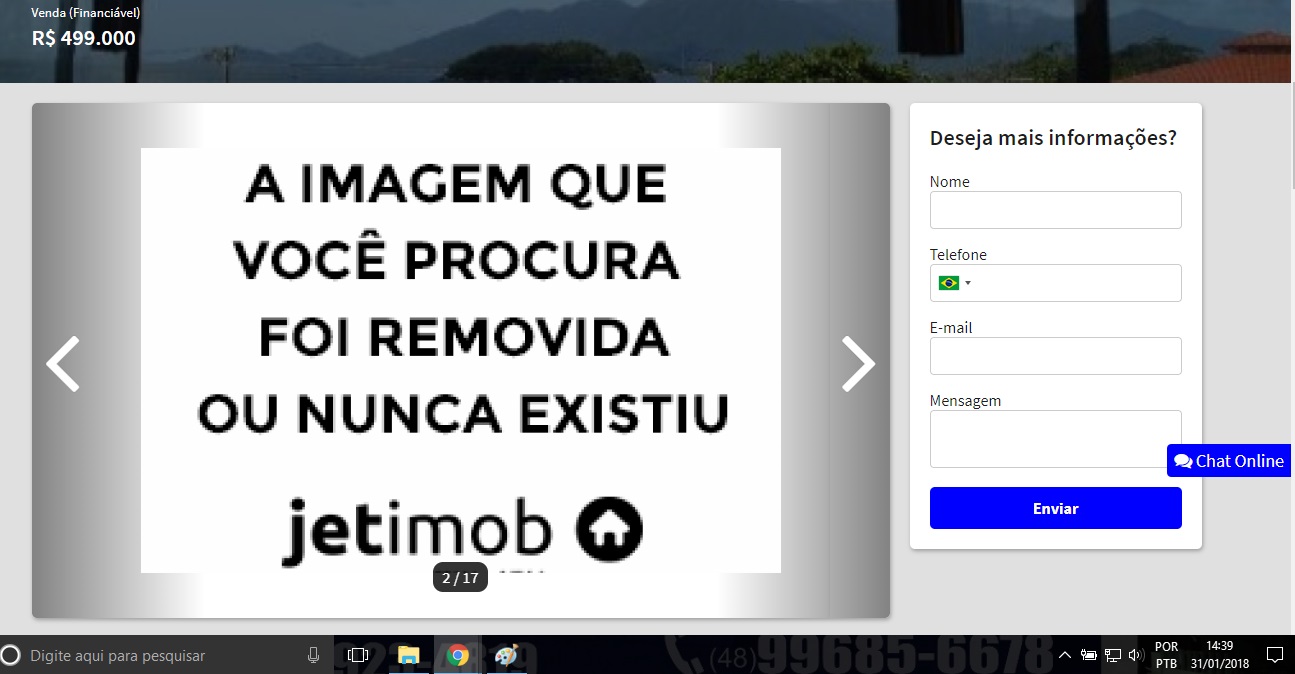 Venda (Financiável)
R$ 499.000
A IMAGEM QUE
VOCÊ PROCURA
FOI REMOVIDA
OU NUNCA EXISTIU
jetimob
2 / 17
Deseja mais informações?
Nome
Telefone
E-mail
Mensagem
Chat Online
Enviar
Digite aqui para pesquisar
(48) 99685-6678
POR
PTB
14:39
31/01/2018